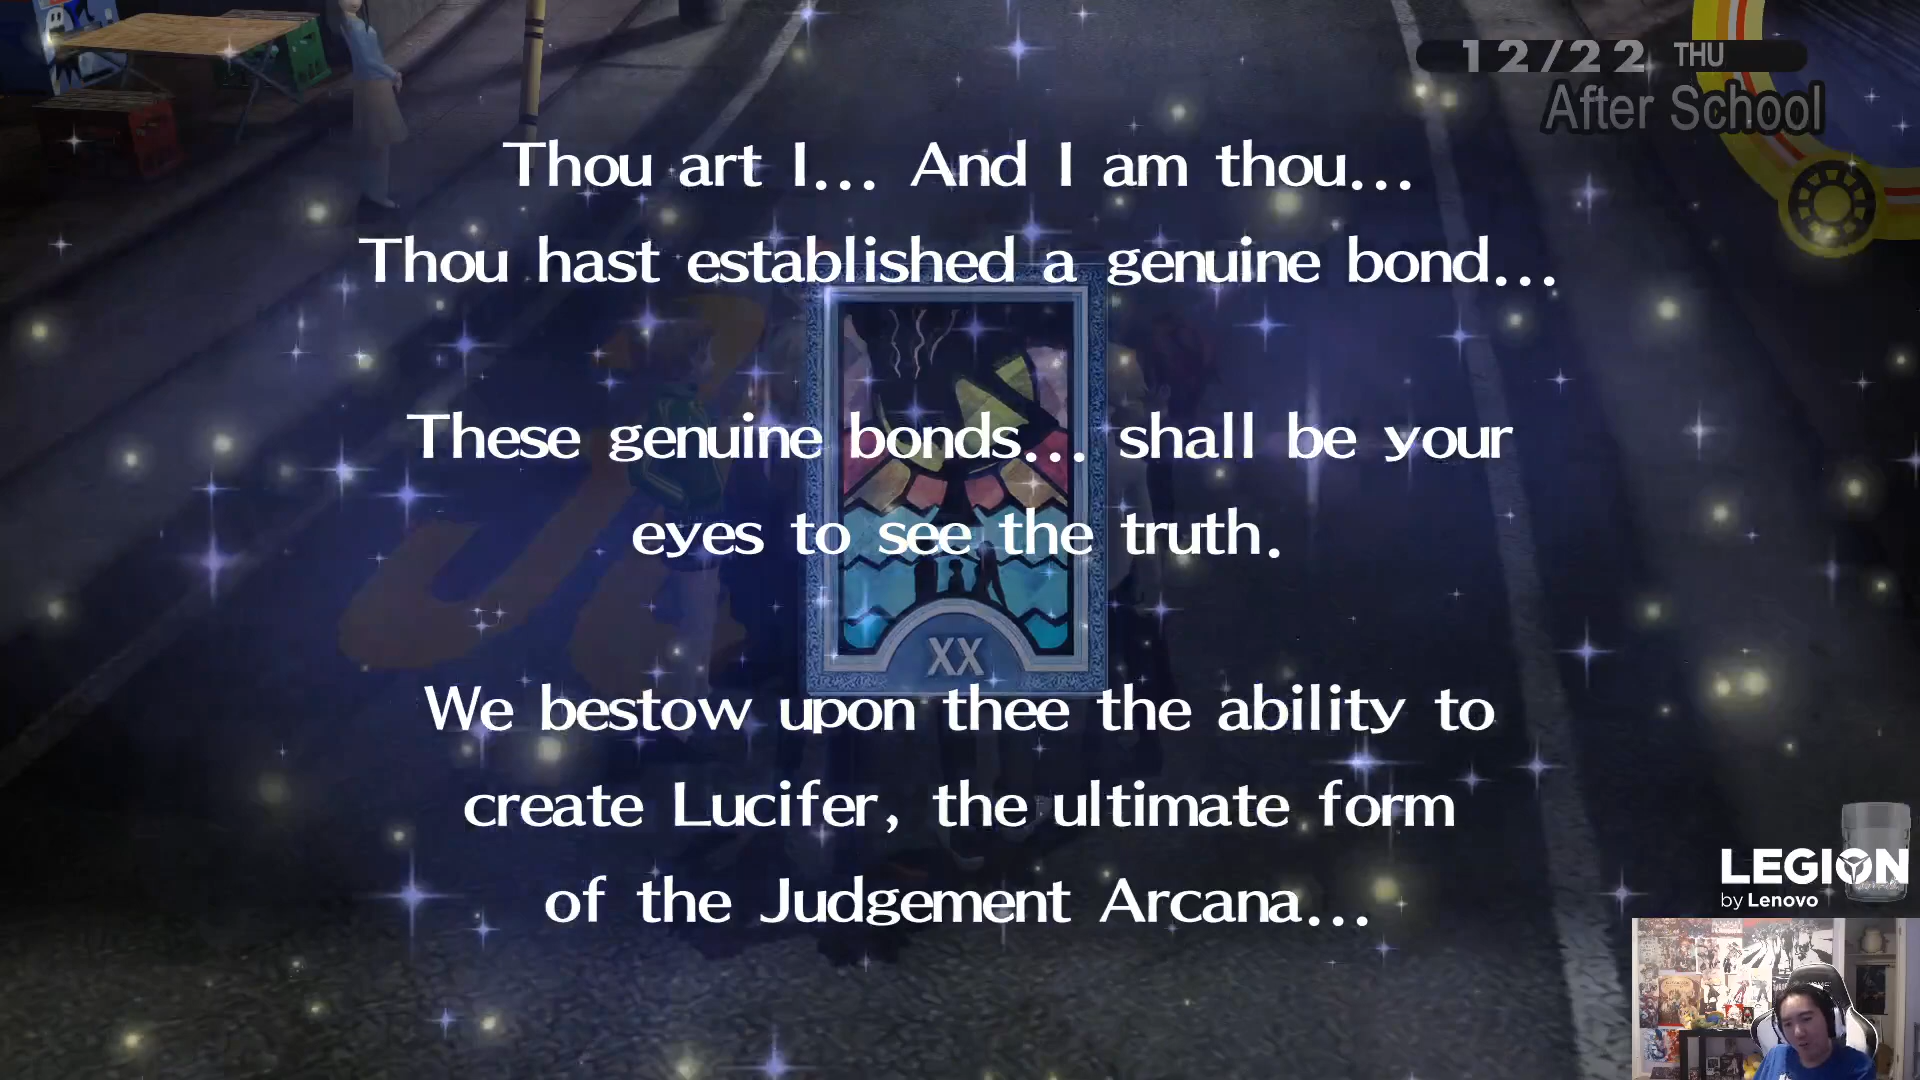 12/22 THU
After School
Thou art I... And I am thou...
Thou hast established a genuine bond...
These genuine bonds... shall be your
eyes to see the truth.
XX
We bestow upon thee the ability to
create Lucifer, the ultimate form
of the Judgement Arcana...
LEGION
by Lenovo